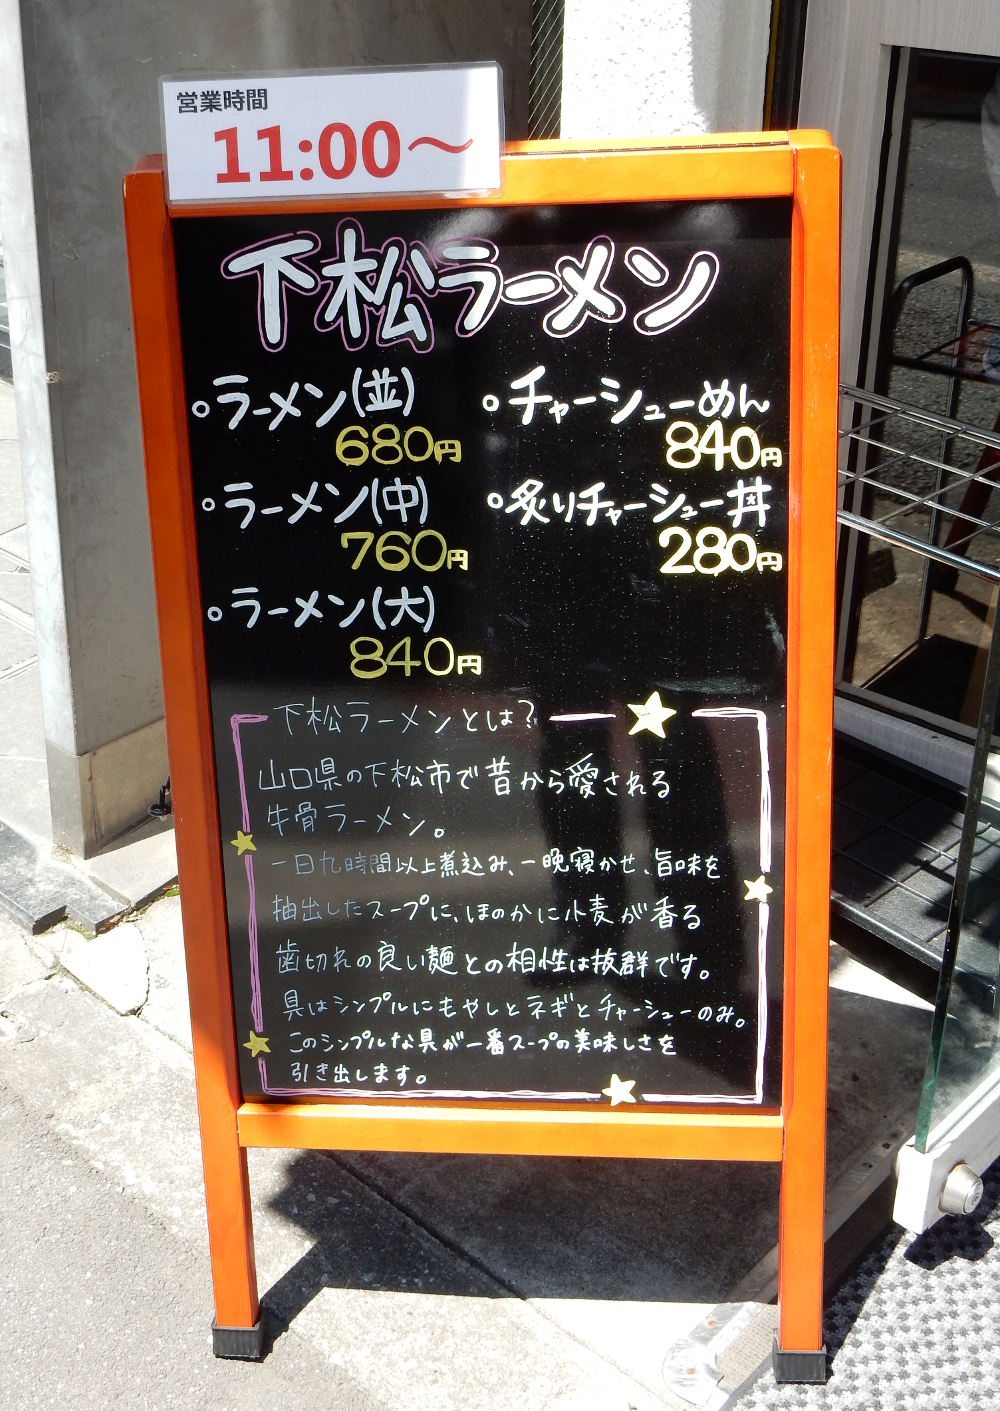 営業時間
11:00～
下松ラーメン
○ラーメン(並)
680円
○ラーメン(中)
760円
○ラーメン(大)
840円
○チャーシューめん
840円
○炙りチャーシュー丼
280円
下松ラーメンとは?
山口県の下松市で昔から愛される
牛骨ラーメン。
一日九時間以上煮込み、一晩寝かせ、旨味を
抽出したスープに、ほのかに小麦が香る
歯切れの良い麺との相性は抜群です。
具はシンプルにもやしとネギとチャーシューのみ。
このシンプルな具が一番スープの美味しさを
引き出します。